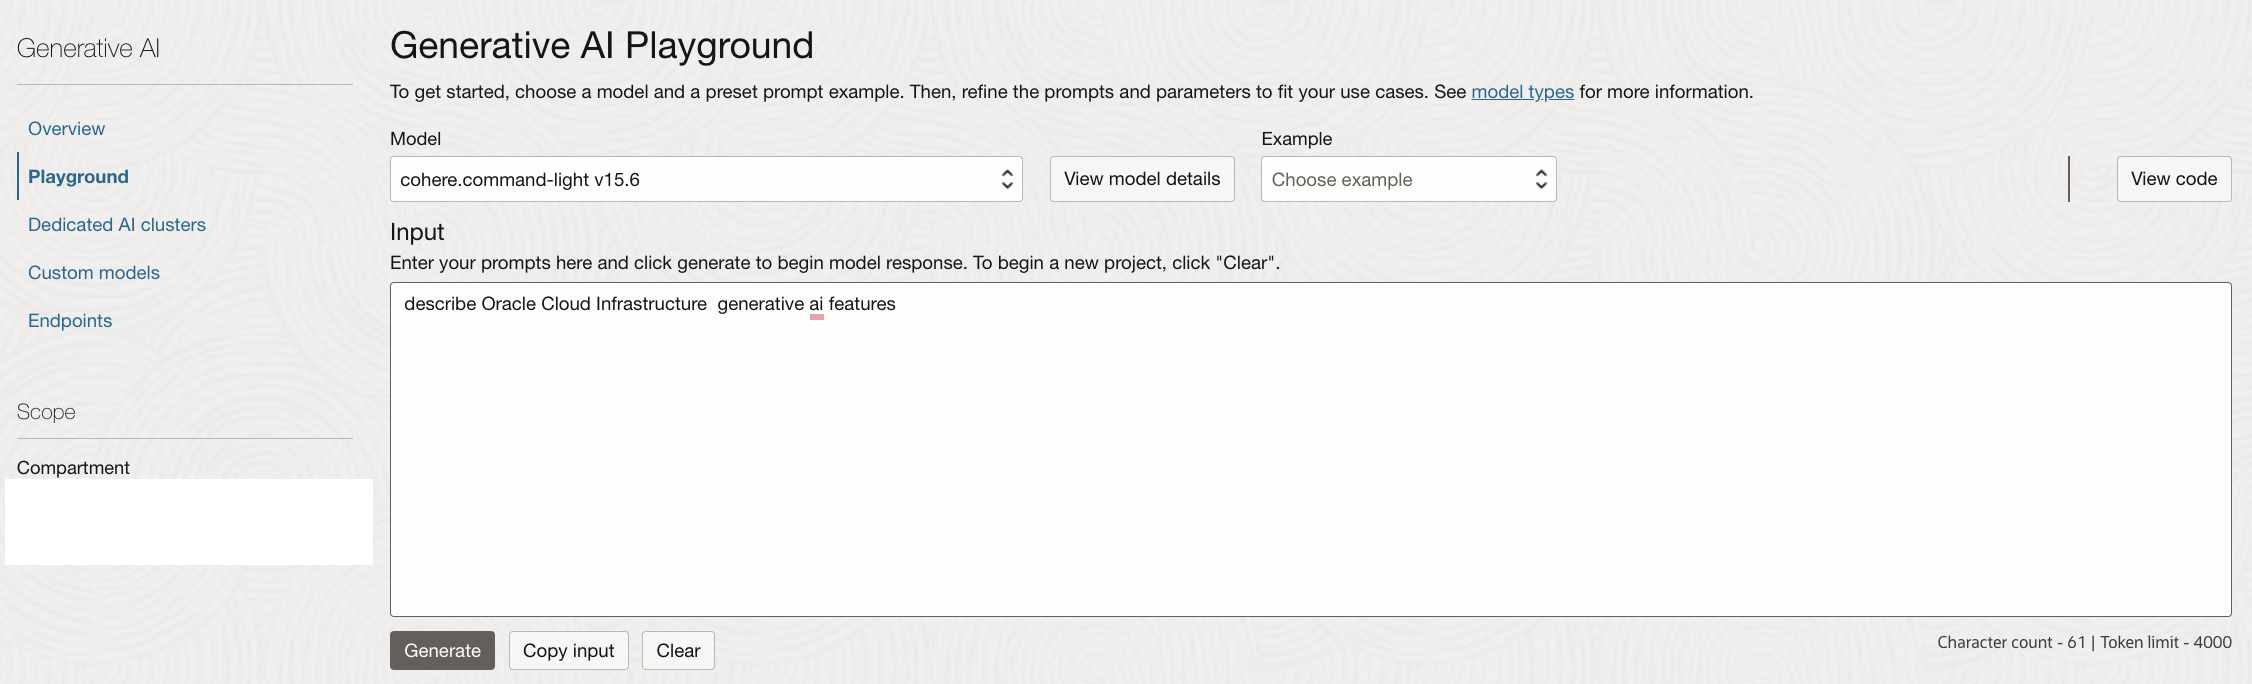 Generative AI
Overview
Playground
Dedicated AI clusters
Custom models
Endpoints
Scope
Compartment
Generative AI Playground
To get started, choose a model and a preset prompt example. Then, refine the prompts and parameters to fit your use cases. See model types for more information.
Model
Example
cohere.command-light v15.6
View model details
Choose example
View code
Input
Enter your prompts here and click generate to begin model response. To begin a new project, click "Clear".
describe Oracle Cloud Infrastructure  generative ai features
Generate
Copy input
Clear
Character count - 61 | Token limit - 4000